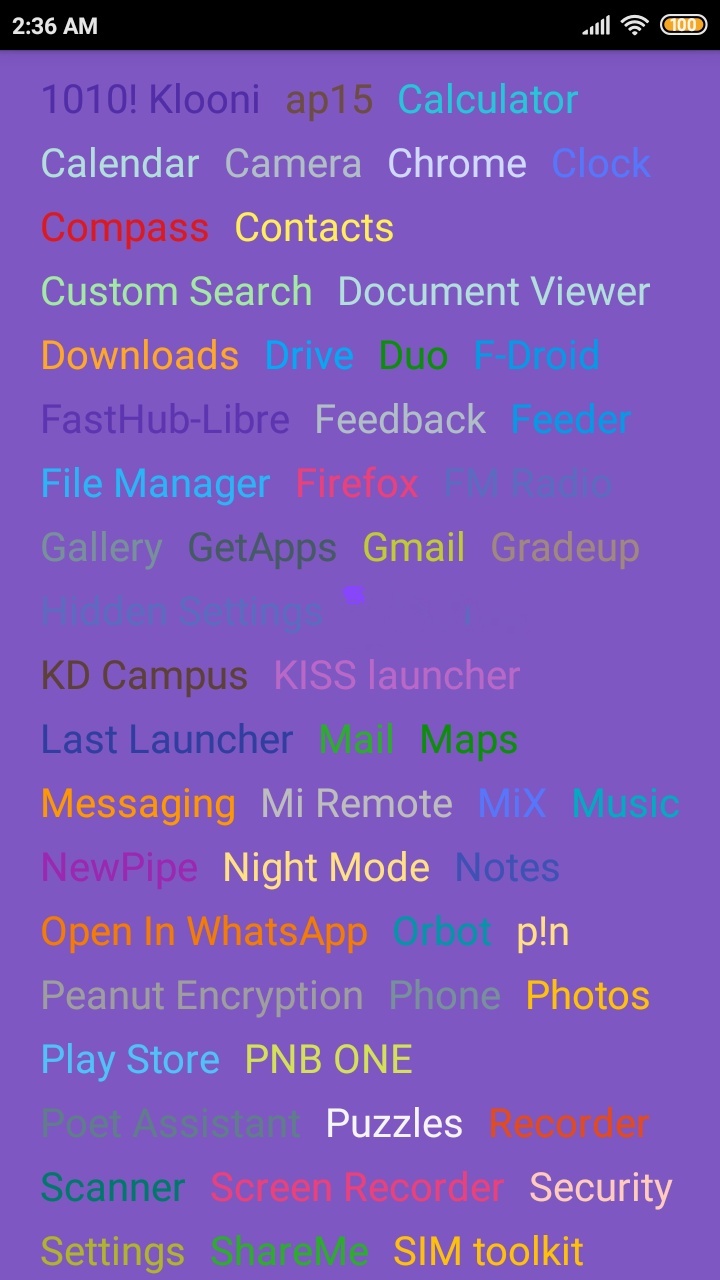 2:36 AM 100
1010! Klooni ap15 Calculator
Calendar Camera Chrome Clock
Compass Contacts
Custom Search Document Viewer
Downloads Drive Duo F-Droid
FastHub-Libre Feedback Feeder
File Manager Firefox FM Radio
Gallery GetApps Gmail Gradeup
Hidden Settings
KD Campus KISS launcher
Last Launcher Mail Maps
Messaging Mi Remote MiX Music
NewPipe Night Mode Notes
Open In WhatsApp Orbot p!n
Peanut Encryption Phone Photos
Play Store PNB ONE
Poet Assistant Puzzles Recorder
Scanner Screen Recorder Security
Settings ShareMe SIM toolkit